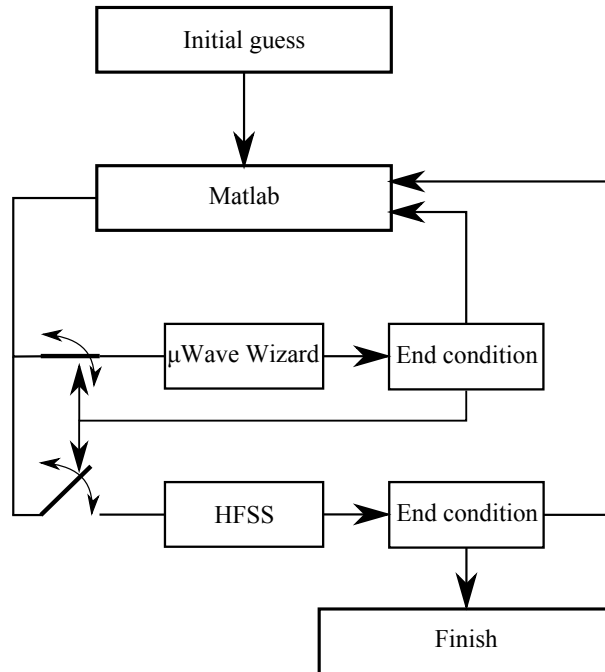 Initial guess
Matlab
μWave Wizard
End condition
HFSS
End condition
Finish